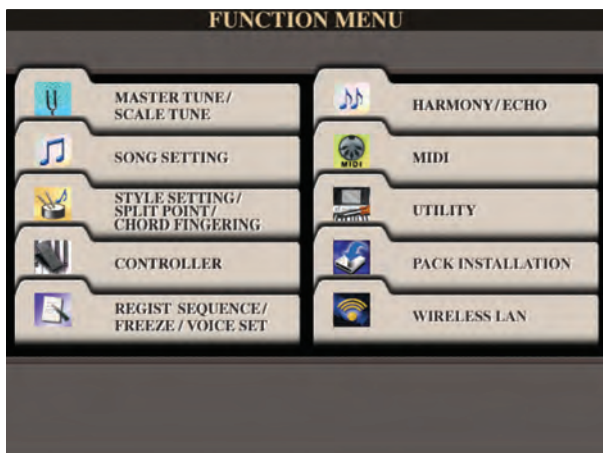 FUNCTION MENU
MASTER TUNE/
SCALE TUNE
SONG SETTING
STYLE SETTING/
SPLIT POINT/
CHORD FINGERING
CONTROLLER
REGIST SEQUENCE/
FREEZE / VOICE SET
HARMONY/ECHO
MIDI
MIDI
UTILITY
PACK INSTALLATION
WIRELESS LAN